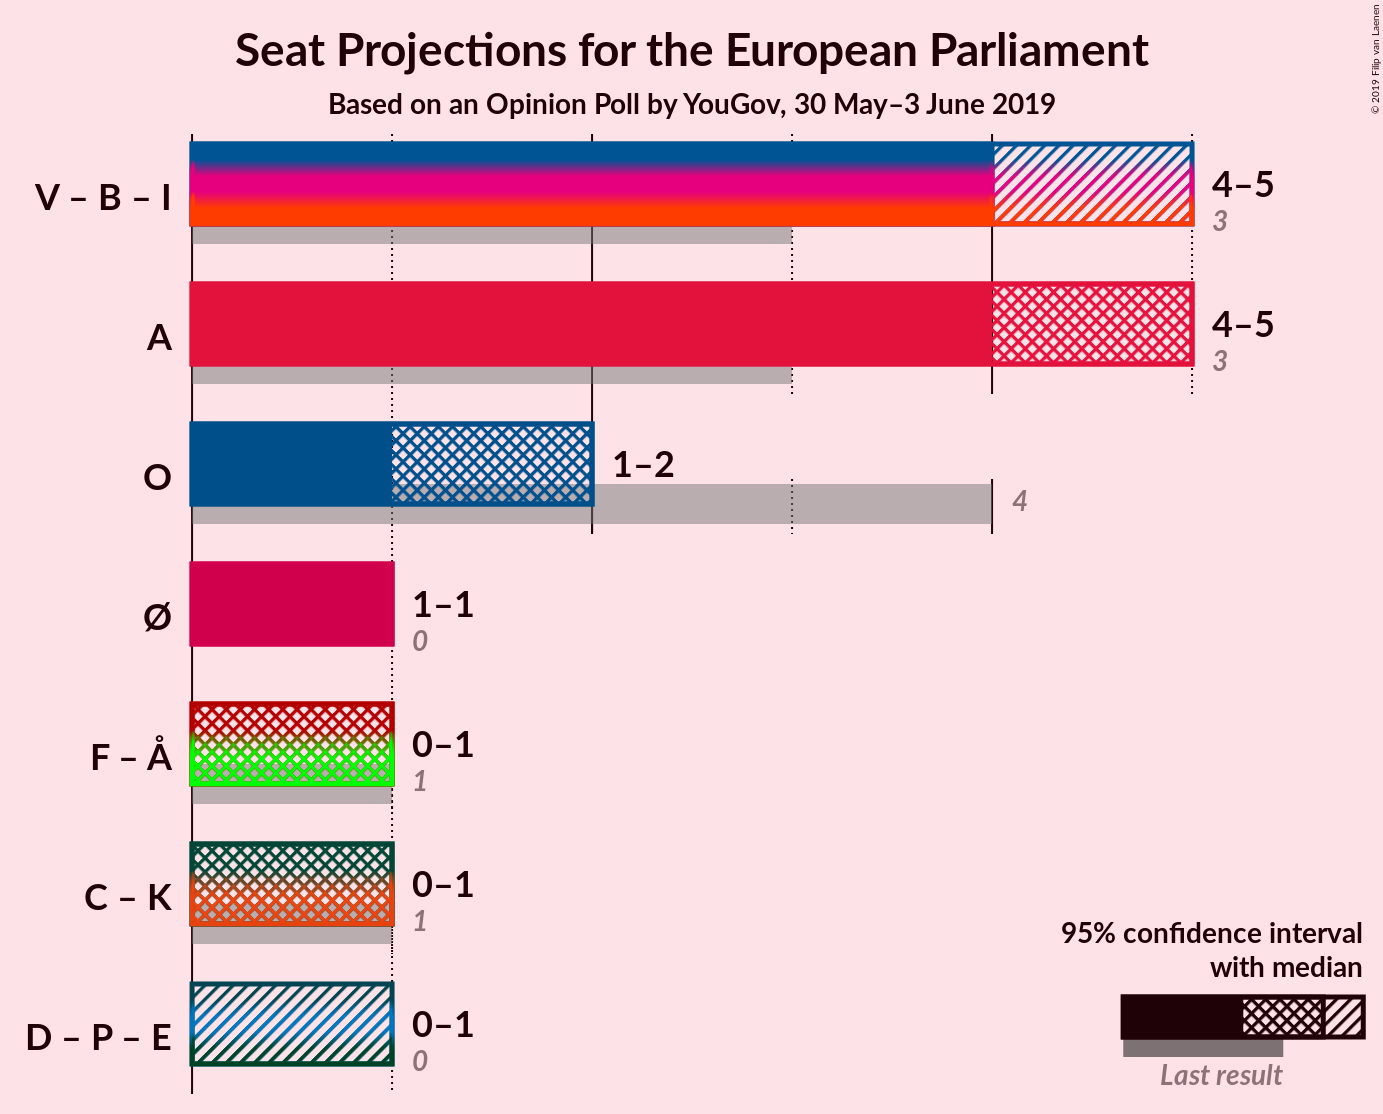 Seat Projections for the European Parliament
Based on an Opinion Poll by YouGov, 30 May–3 June 2019
© 2019 Filip van Laenen
V – B – I
4–5
3
A
4–5
3
O
1–2
4
Ø
1–1
0
F – Å
0–1
1
C – K
0–1
1
D – P – E
0–1
0
95% confidence interval
with median
Last result